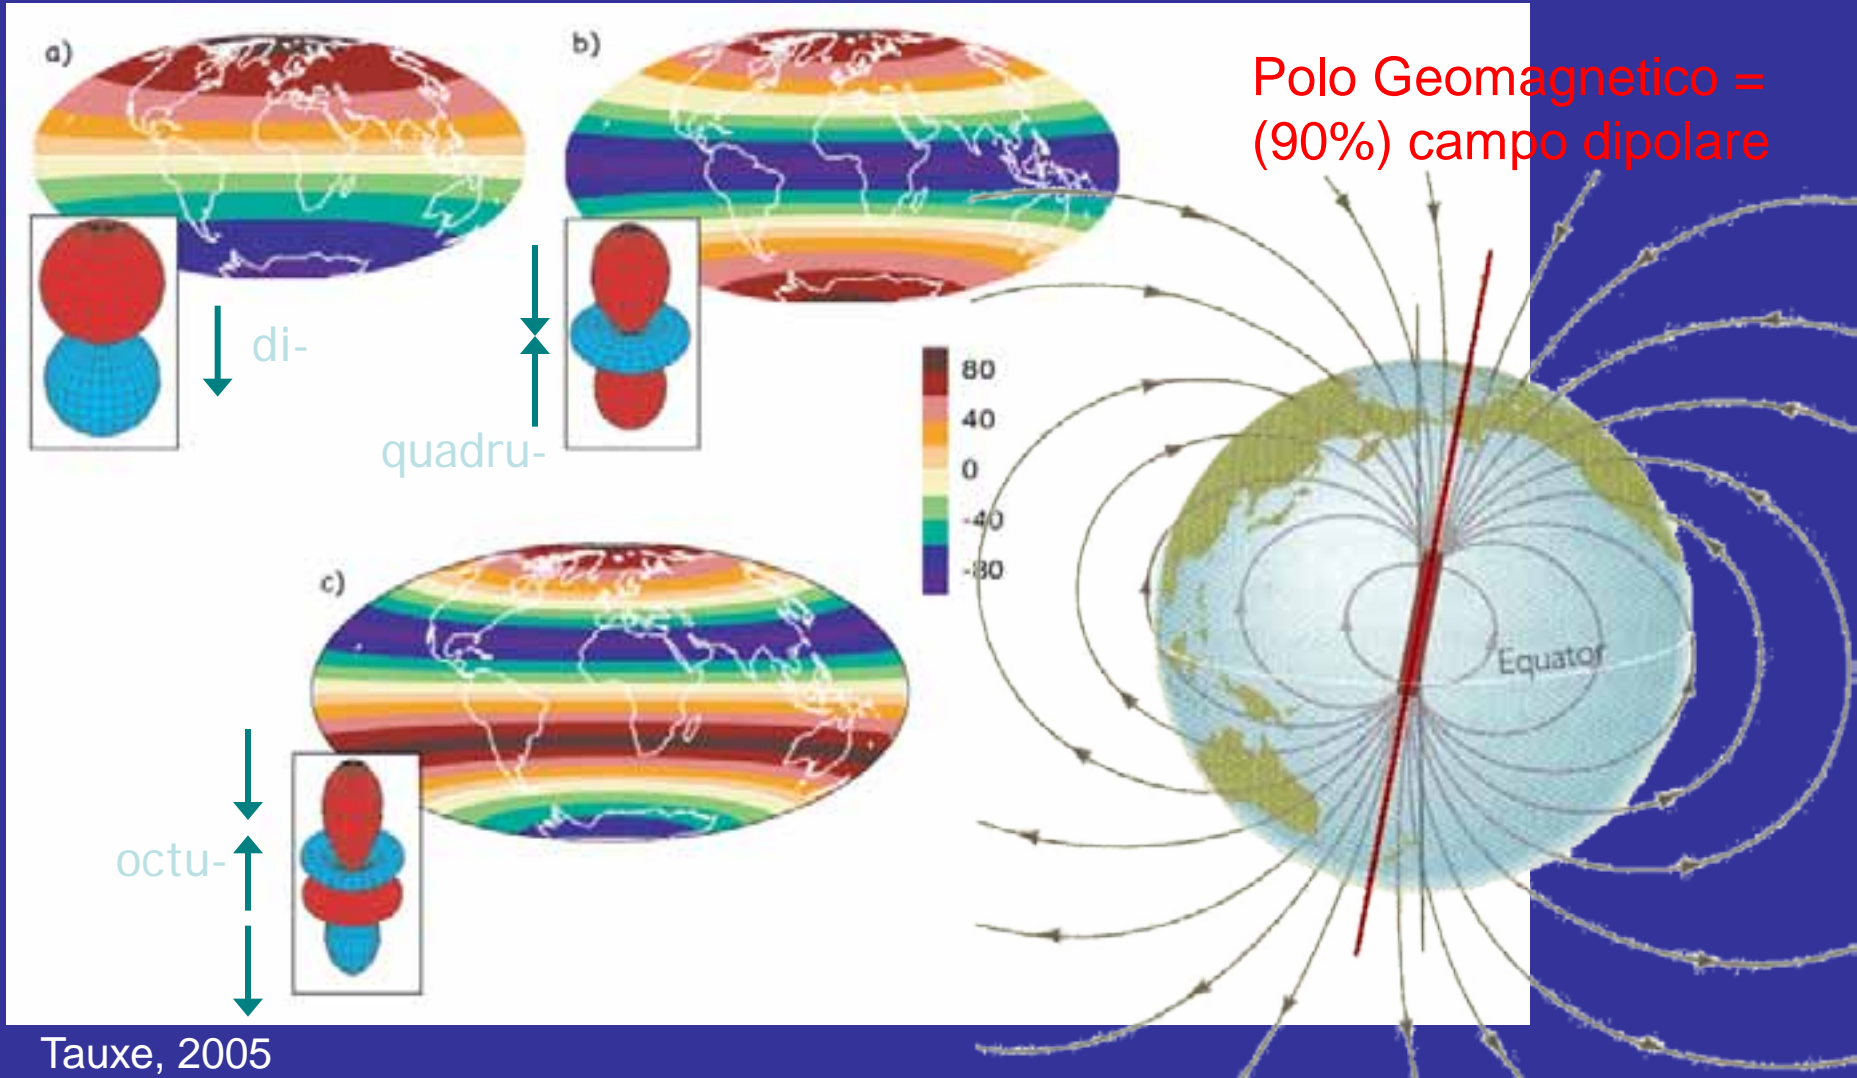 a)
b)
Polo Geomagnetico =
(90%) campo dipolare
di-
quadru-
80
40
0
-40
-80
c)
Equator
octu-
Tauxe, 2005